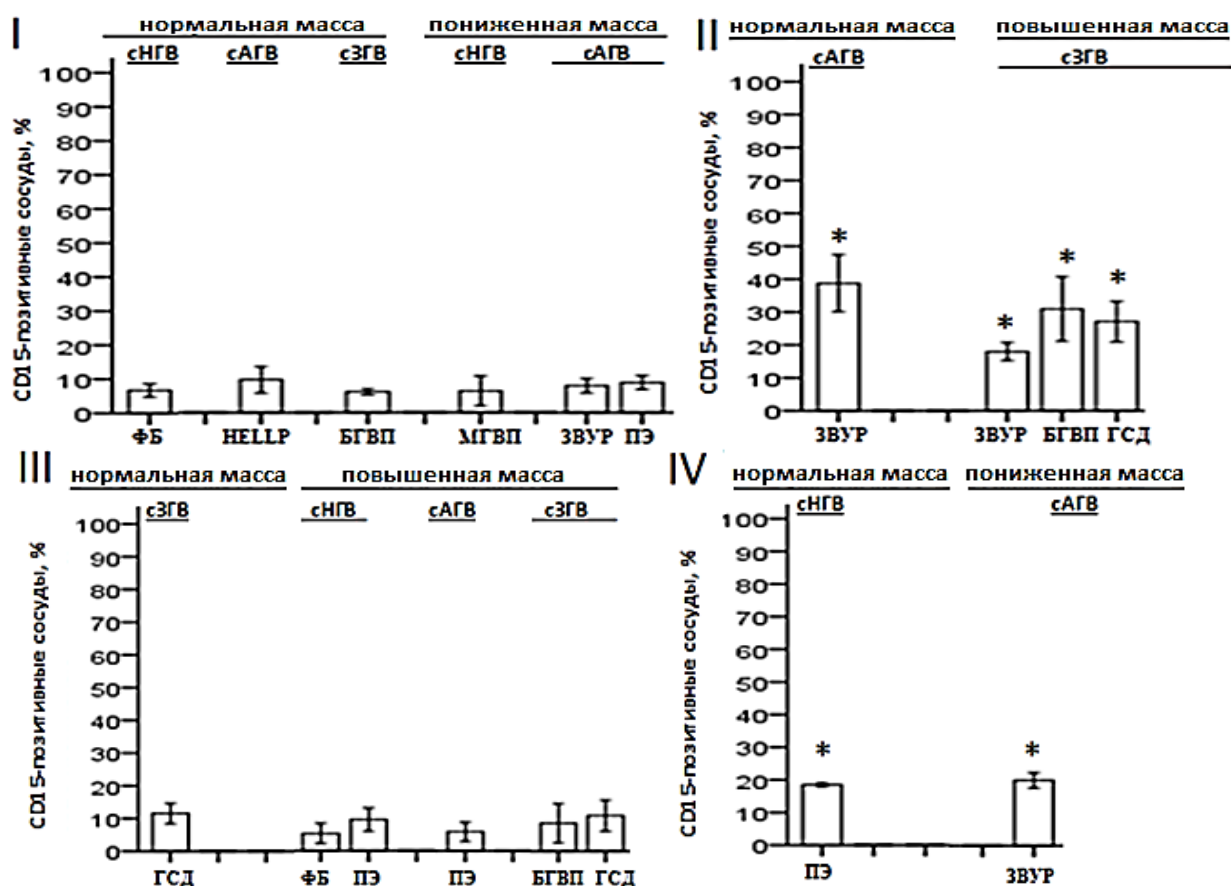 I
нормальная масса пониженная масса
сНГВ сАГВ сЗГВ сНГВ сАГВ
CD15-позитивные сосуды, %
100
90
80
70
60
50
40
30
20
10
0
ФБ HELLP БГВП МГВП ЗВУР ПЭ
II
нормальная масса повышенная масса
сАГВ сЗГВ
CD15-позитивные сосуды, %
100
90
80
70
60
50
40
30
20
10
0
* * * *
ЗВУР ЗВУР БГВП ГСД
III
нормальная масса повышенная масса
сЗГВ сНГВ сАГВ сЗГВ
CD15-позитивные сосуды, %
100
90
80
70
60
50
40
30
20
10
0
ГСД ФБ ПЭ ПЭ БГВП ГСД
IV
нормальная масса пониженная масса
сНГВ сАГВ
CD15-позитивные сосуды, %
100
90
80
70
60
50
40
30
20
10
0
* *
ПЭ ЗВУР